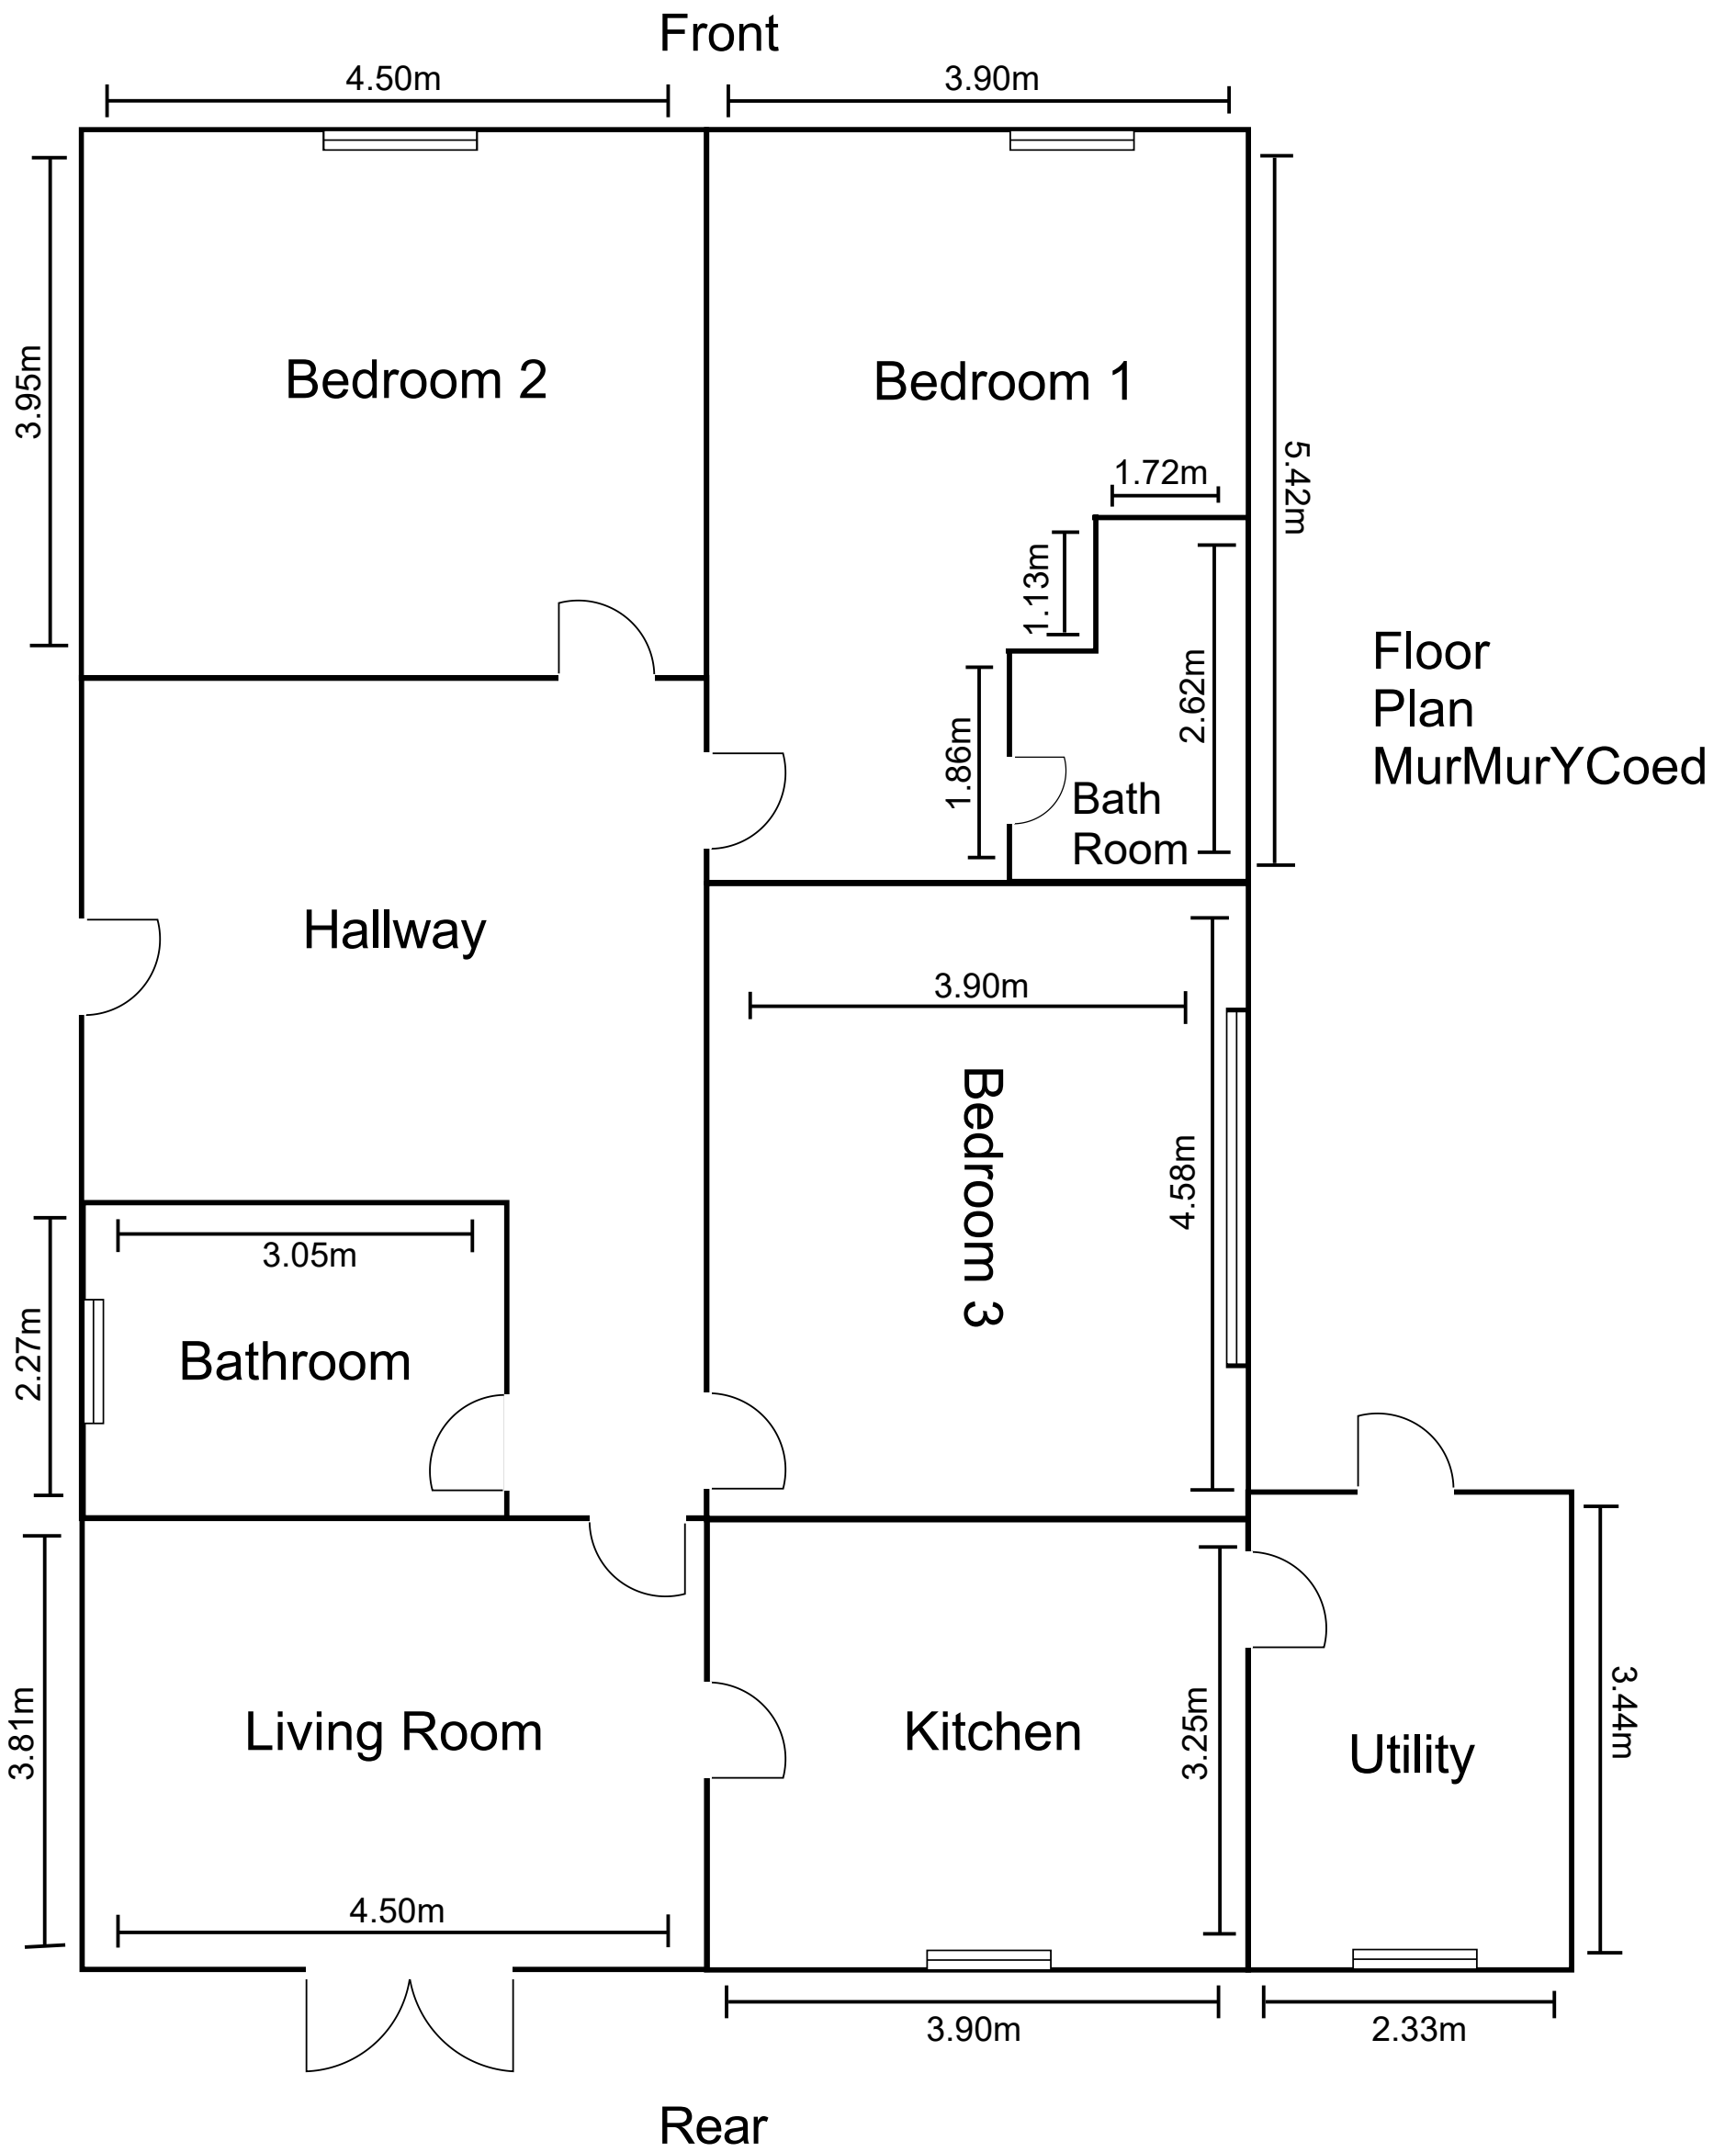 Front
4.50m
3.90m
3.95m
Bedroom 2
Bedroom 1
5.42m
1.72m
1.13m
2.62m
1.86m
Bath
Room
Floor
Plan
MurMurYCoed
Hallway
3.90m
Bedroom 3
4.58m
3.05m
2.27m
Bathroom
3.81m
Living Room
4.50m
Kitchen
3.25m
Utility
3.44m
3.90m
2.33m
Rear